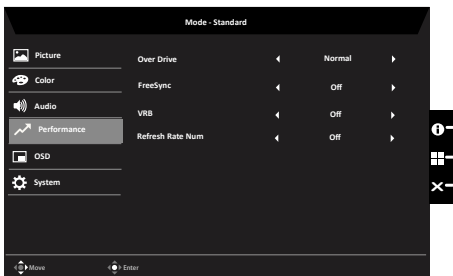 Mode - Standard
Picture
Color
Audio
Performance
OSD
System
Over Drive Normal
FreeSync Off
VRB Off
Refresh Rate Num Off
Move Enter